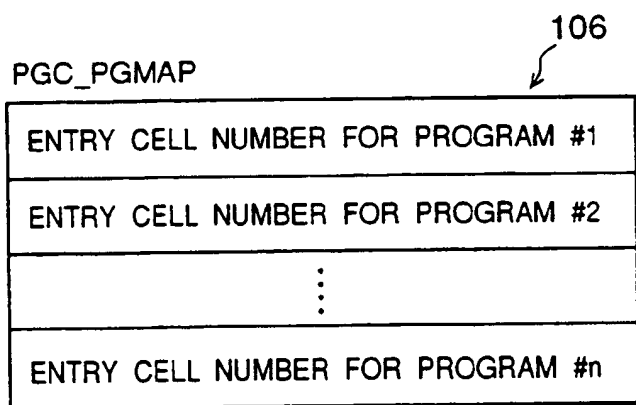 106
PGC_PGMAP
ENTRY CELL NUMBER FOR PROGRAM #1
ENTRY CELL NUMBER FOR PROGRAM #2
⋮
ENTRY CELL NUMBER FOR PROGRAM #n